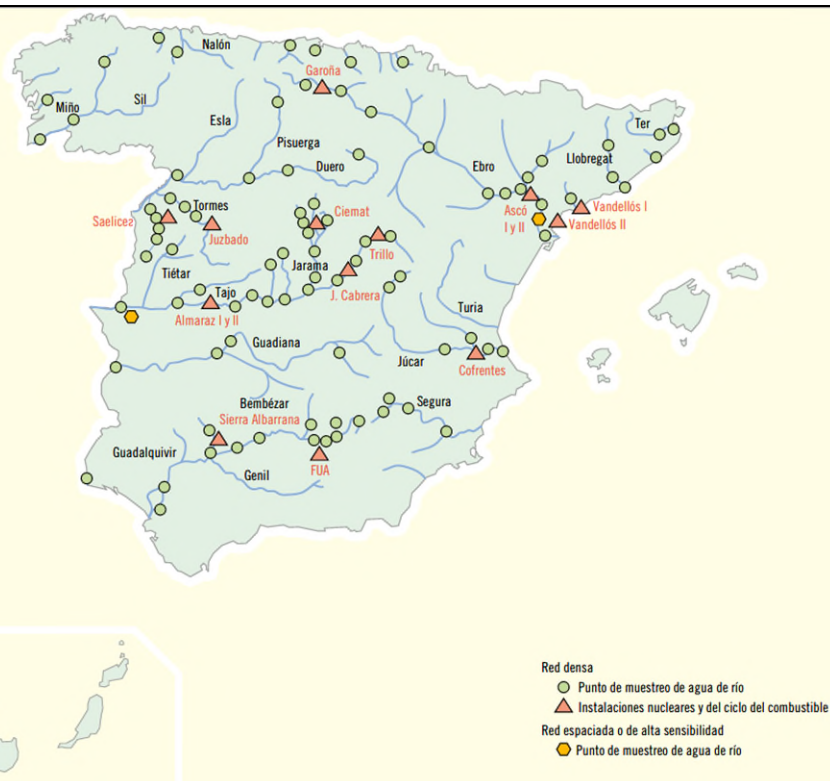 Nalón
Garoña
Miño
Sil
Esla
Pisuerga
Duero
Ebro
Ter
Llobregat
Vandellós I
Vandellós II
Ascó
I y II
Saelicez
Tormes
Juzbado
Ciemat
Trillo
Jarama
J. Cabrera
Tiétar
Tajo
Almaraz I y II
Turia
Guadiana
Júcar
Cofrentes
Bembézar
Sierra Albarrana
Segura
Guadalquivir
Genil
FUA
Red densa
Punto de muestreo de agua de río
Instalaciones nucleares y del ciclo del combustible
Red espaciada o de alta sensibilidad
Punto de muestreo de agua de río